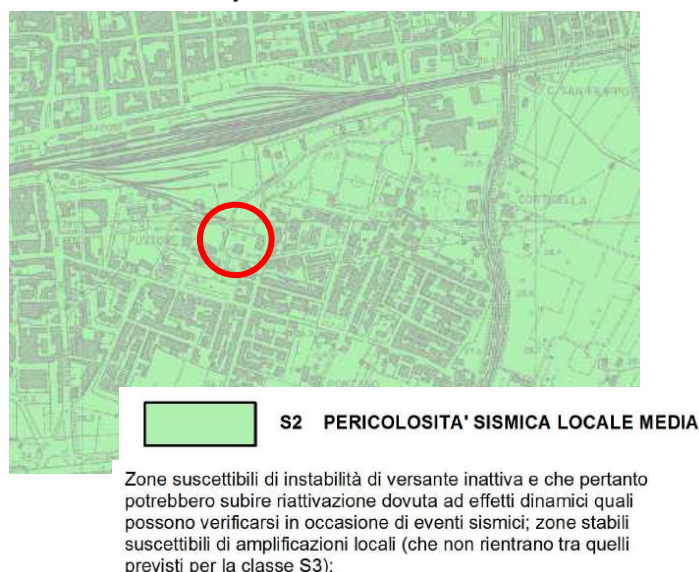 C. SAN FILIPPO
CORTICELLA
S2 PERICOLOSITA' SISMICA LOCALE MEDIA
Zone suscettibili di instabilità di versante inattiva e che pertanto
potrebbero subire riattivazione dovuta ad effetti dinamici quali
possono verificarsi in occasione di eventi sismici; zone stabili
suscettibili di amplificazioni locali (che non rientrano tra quelli
previsti per la classe S3);